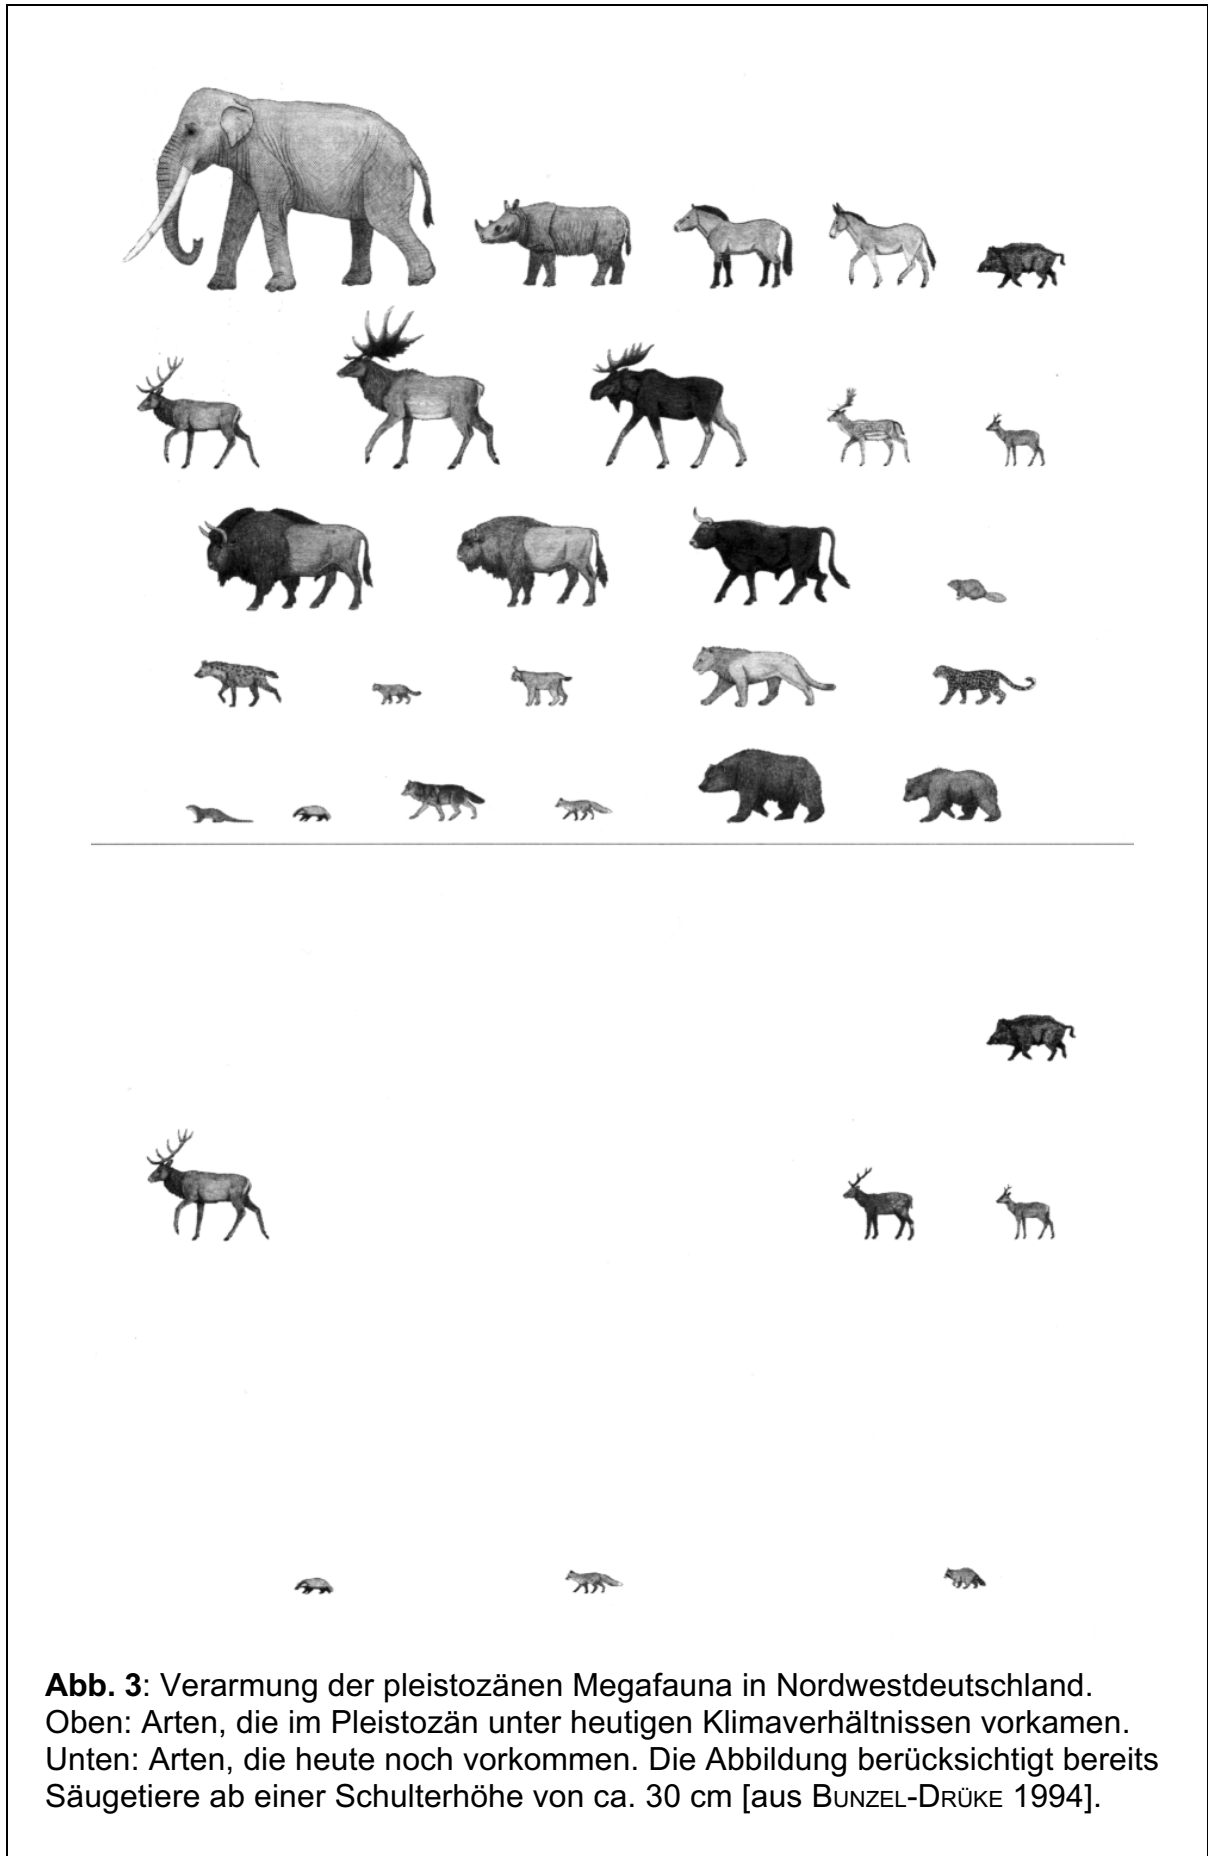 Abb. 3: Verarmung der pleistozänen Megafauna in Nordwestdeutschland.
Oben: Arten, die im Pleistozän unter heutigen Klimaverhältnissen vorkamen.
Unten: Arten, die heute noch vorkommen. Die Abbildung berücksichtigt bereits
Säugetiere ab einer Schulterhöhe von ca. 30 cm [aus BUNZEL-DRÜKE 1994].